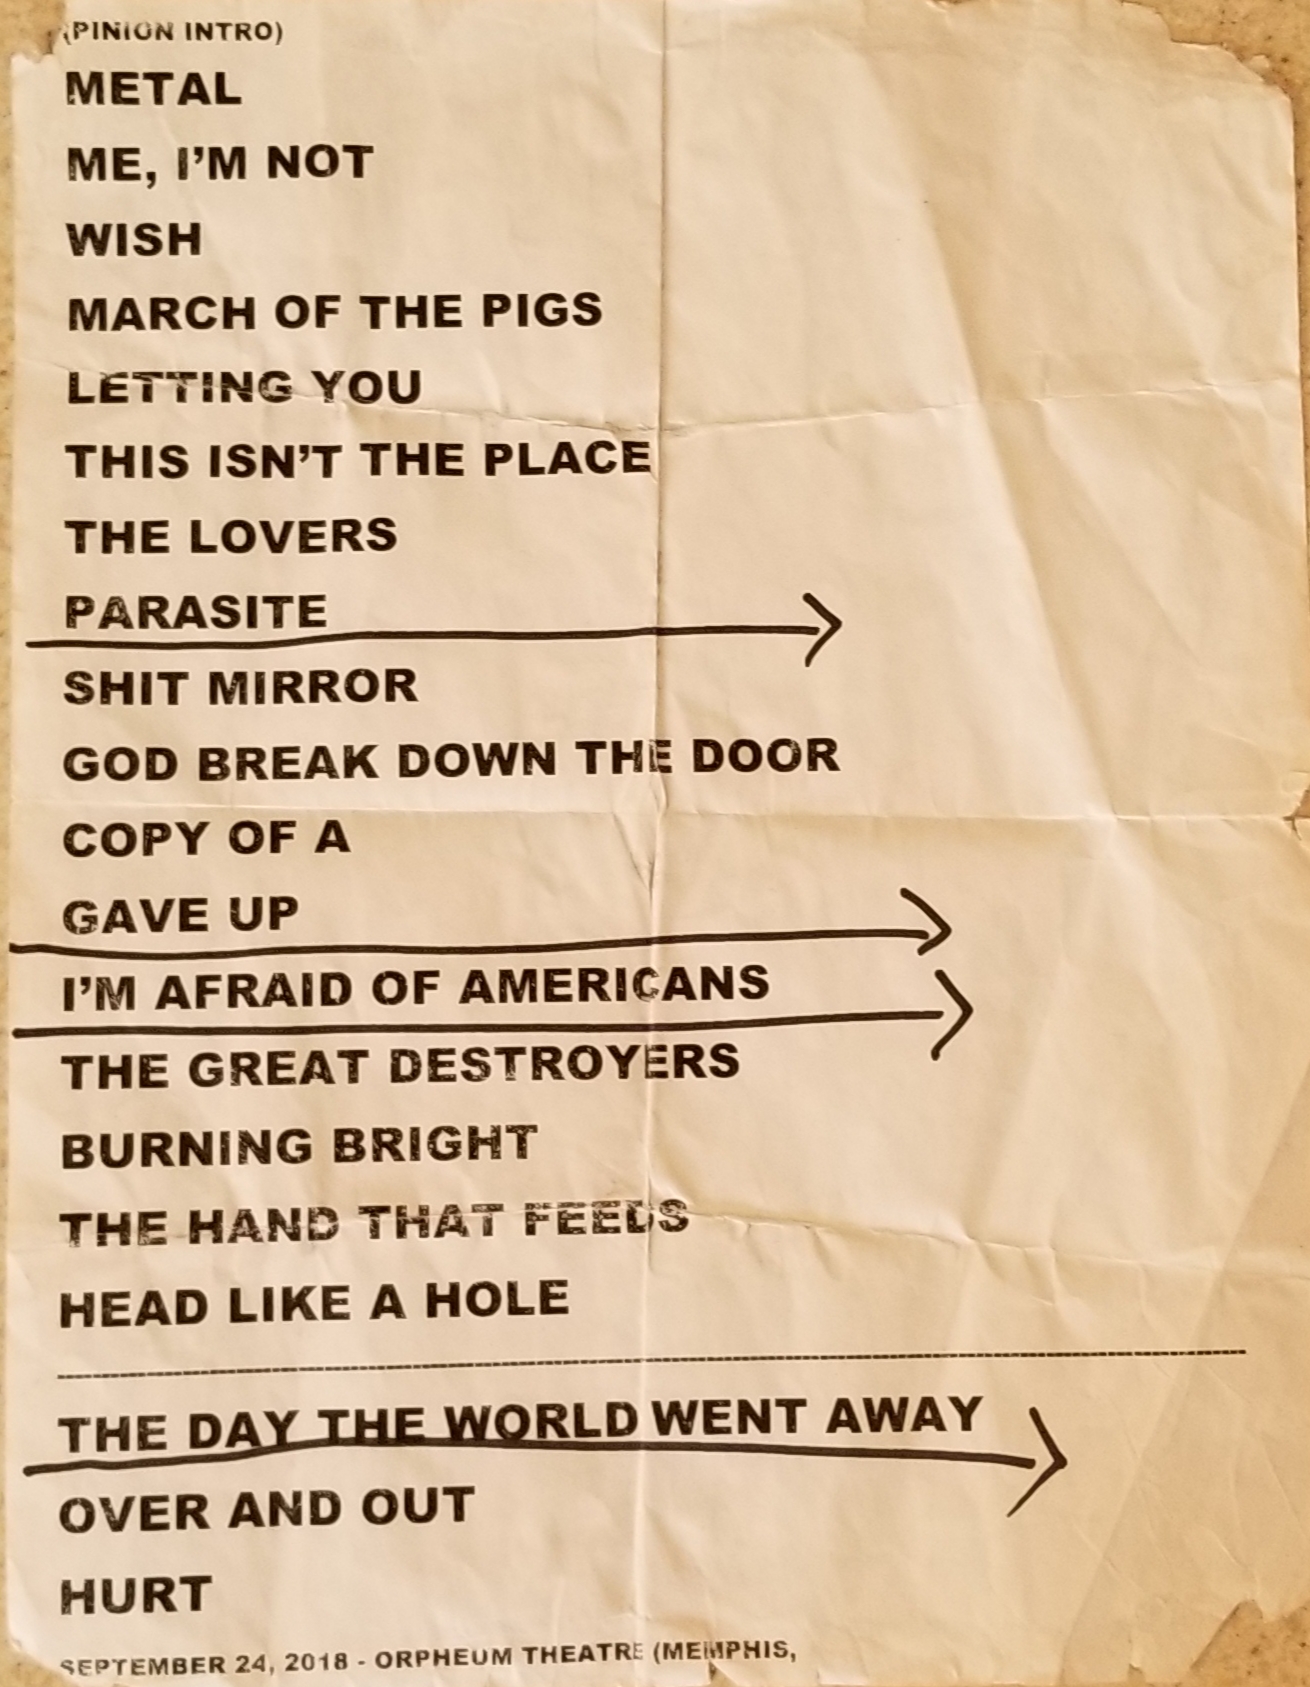 (PINION INTRO)
METAL
ME, I'M NOT
WISH
MARCH OF THE PIGS
LETTING YOU
THIS ISN'T THE PLACE
THE LOVERS
PARASITE
SHIT MIRROR
GOD BREAK DOWN THE DOOR
COPY OF A
GAVE UP
I'M AFRAID OF AMERICANS
THE GREAT DESTROYERS
BURNING BRIGHT
THE HAND THAT FEEDS
HEAD LIKE A HOLE
THE DAY THE WORLD WENT AWAY
OVER AND OUT
HURT
SEPTEMBER 24, 2018 - ORPHEUM THEATRE (MEMPHIS,